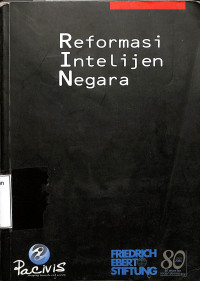 Reformasi
Intelijen
Negara
Pacivis
FRIEDRICH
EBERT
STIFTUNG
80